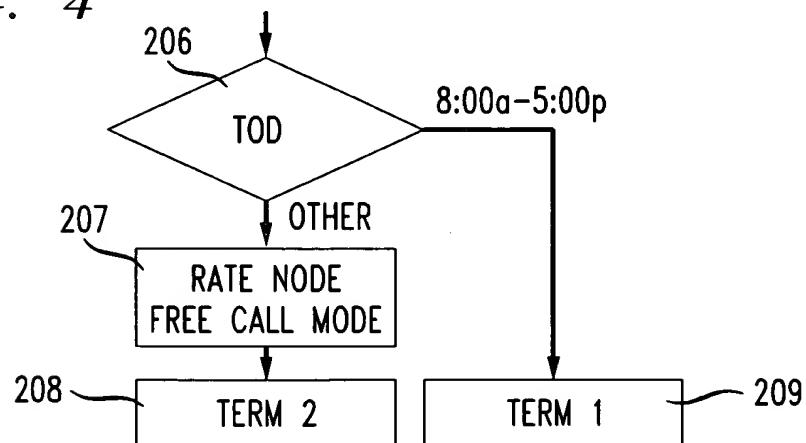 4
206
8:00a-5:00p
TOD
OTHER
207
RATE NODE
FREE CALL MODE
208
TERM 2
TERM 1
209